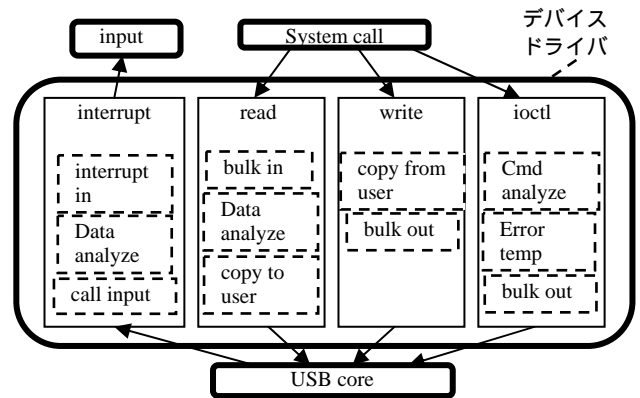 デバイス
ドライバ
input
System call
interrupt
interrupt
in
Data
analyze
call input
read
bulk in
Data
analyze
copy to
user
write
copy from
user
bulk out
ioctl
Cmd
analyze
Error
temp
bulk out
USB core